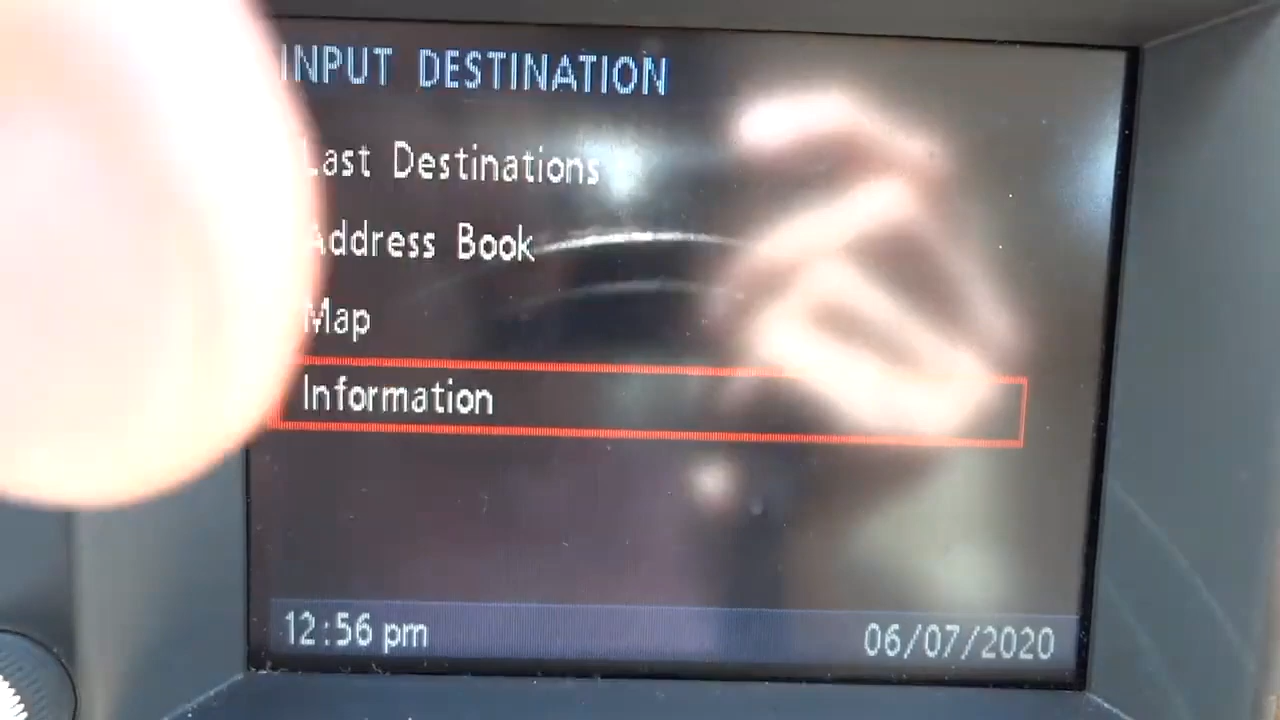 INPUT DESTINATION
Last Destinations
Address Book
Map
Information
12:56 pm
06/07/2020